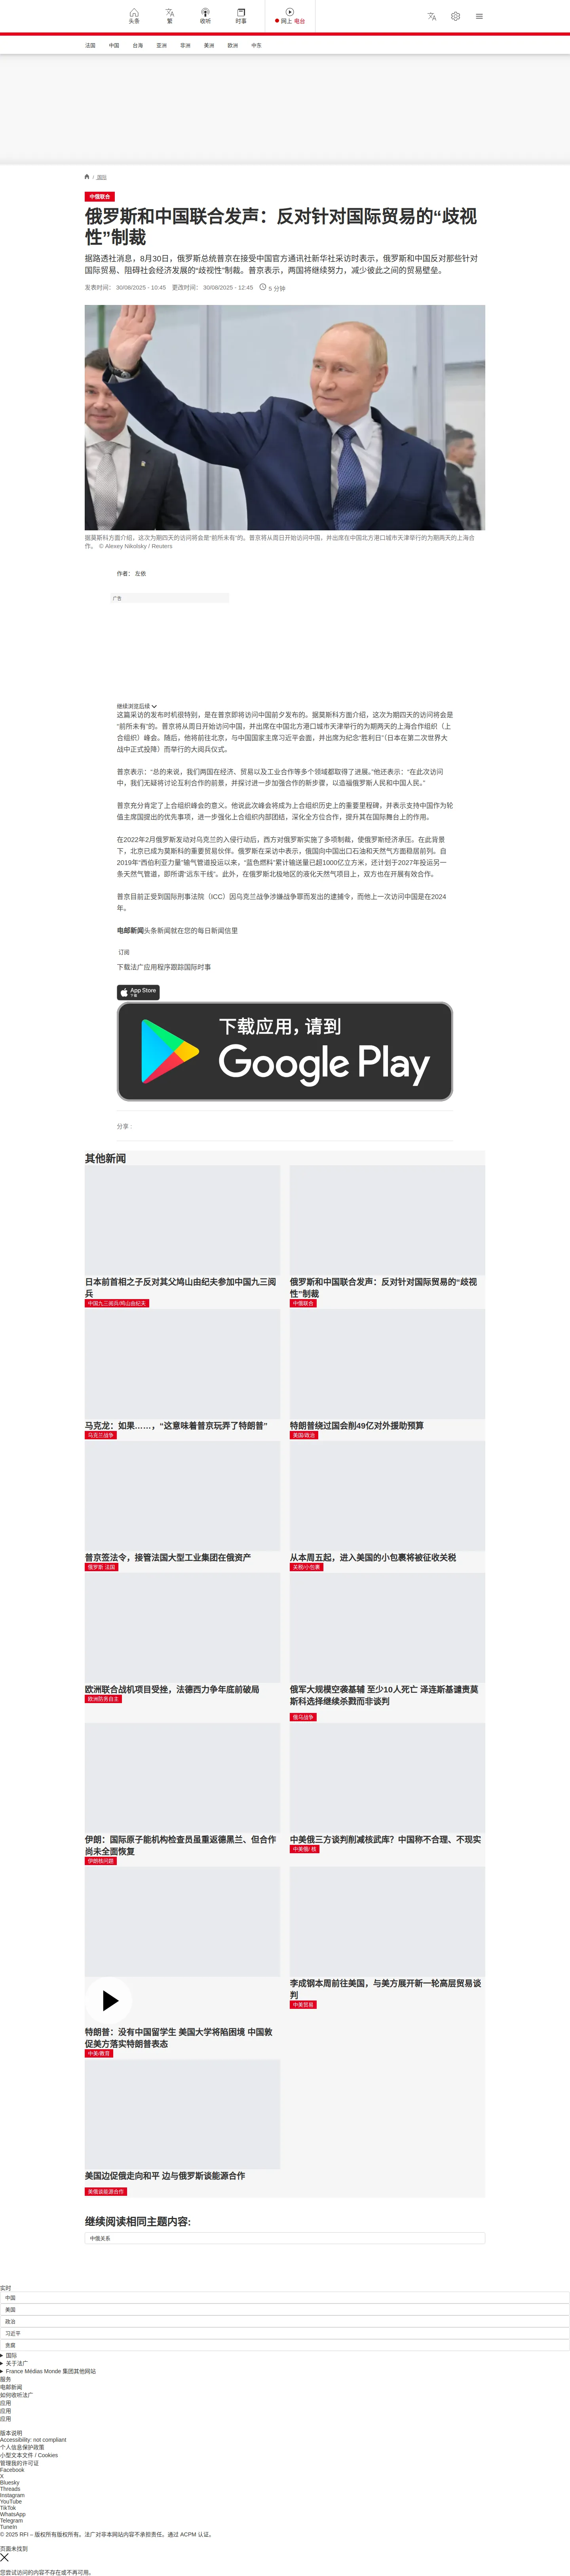 头条
繁
收听
时事
网上 电台
法国
中国
台海
亚洲
非洲
美洲
欧洲
中东
/ 国际
中俄联合
俄罗斯和中国联合发声：反对针对国际贸易的“歧视
性”制裁
据路透社消息，8月30日，俄罗斯总统普京在接受中国官方通讯社新华社采访时表示，俄罗斯和中国反对那些针对
国际贸易、阻碍社会经济发展的“歧视性”制裁。普京表示，两国将继续努力，减少彼此之间的贸易壁垒。
发表时间： 30/08/2025 - 10:45 更改时间： 30/08/2025 - 12:45 5 分钟
据莫斯科方面介绍，这次为期四天的访问将会是“前所未有”的。普京将从周日开始访问中国，并出席在中国北方港口城市天津举行的为期两天的上海合
作。 © Alexey Nikolsky / Reuters
作者： 左依
广告
继续浏览后续
这篇采访的发布时机很特别，是在普京即将访问中国前夕发布的。据莫斯科方面介绍，这次为期四天的访问将会是
“前所未有”的。普京将从周日开始访问中国，并出席在中国北方港口城市天津举行的为期两天的上海合作组织（上
合组织）峰会。随后，他将前往北京，与中国国家主席习近平会面，并出席为纪念“胜利日”（日本在第二次世界大
战中正式投降）而举行的大阅兵仪式。
普京表示：“总的来说，我们两国在经济、贸易以及工业合作等多个领域都取得了进展。”他还表示：“在此次访问
中，我们无疑将讨论互利合作的前景，并探讨进一步加强合作的新步骤，以造福俄罗斯人民和中国人民。”
普京充分肯定了上合组织峰会的意义。他说此次峰会将成为上合组织历史上的重要里程碑，并表示支持中国作为轮
值主席国提出的优先事项，进一步强化上合组织内部团结，深化全方位合作，提升其在国际舞台上的作用。
在2022年2月俄罗斯发动对乌克兰的入侵行动后，西方对俄罗斯实施了多项制裁，使俄罗斯经济承压。在此背景
下，北京已成为莫斯科的重要贸易伙伴。俄罗斯在采访中表示，俄国向中国出口石油和天然气方面稳居前列。自
2019年“西伯利亚力量”输气管道投运以来，“蓝色燃料”累计输送量已超1000亿立方米，还计划于2027年投运另一
条天然气管道，即所谓“远东干线”。此外，在俄罗斯北极地区的液化天然气项目上，双方也在开展有效合作。
普京目前正受到国际刑事法院（ICC）因乌克兰战争涉嫌战争罪而发出的逮捕令，而他上一次访问中国是在2024
年。
电邮新闻头条新闻就在您的每日新闻信里
订阅
下载法广应用程序跟踪国际时事
App Store
下载
下载应用，请到
Google Play
分享 :
其他新闻
日本前首相之子反对其父鸠山由纪夫参加中国九三阅
兵
中国九三阅兵/鸠山由纪夫
俄罗斯和中国联合发声：反对针对国际贸易的“歧视
性”制裁
中俄联合
马克龙：如果……，“这意味着普京玩弄了特朗普”
乌克兰战争
特朗普绕过国会削49亿对外援助预算
美国/政治
普京签法令，接管法国大型工业集团在俄资产
俄罗斯 法国
从本周五起，进入美国的小包裹将被征收关税
关税/小包裹
欧洲联合战机项目受挫，法德西力争年底前破局
欧洲防务自主
俄军大规模空袭基辅 至少10人死亡 泽连斯基谴责莫
斯科选择继续杀戮而非谈判
俄乌战争
伊朗：国际原子能机构检查员虽重返德黑兰、但合作
尚未全面恢复
伊朗核问题
中美俄三方谈判削减核武库？中国称不合理、不现实
中美俄/ 核
特朗普：没有中国留学生 美国大学将陷困境 中国敦
促美方落实特朗普表态
中美/教育
李成钢本周前往美国，与美方展开新一轮高层贸易谈
判
中美贸易
美国边促俄走向和平 边与俄罗斯谈能源合作
美俄谈能源合作
继续阅读相同主题内容:
中俄关系
实时
中国
美国
政治
习近平
贪腐
国际
关于法广
France Médias Monde 集团其他网站
服务
电邮新闻
如何收听法广
应用
应用
应用
版本说明
Accessibility: not compliant
个人信息保护政策
小型文本文件 / Cookies
管理我的许可证
Facebook
X
Bluesky
Threads
Instagram
YouTube
TikTok
WhatsApp
Telegram
TuneIn
© 2025 RFI – 版权所有版权所有。法广对非本网站内容不承担责任。通过 ACPM 认证。
页面未找到
您尝试访问的内容不存在或不再可用。